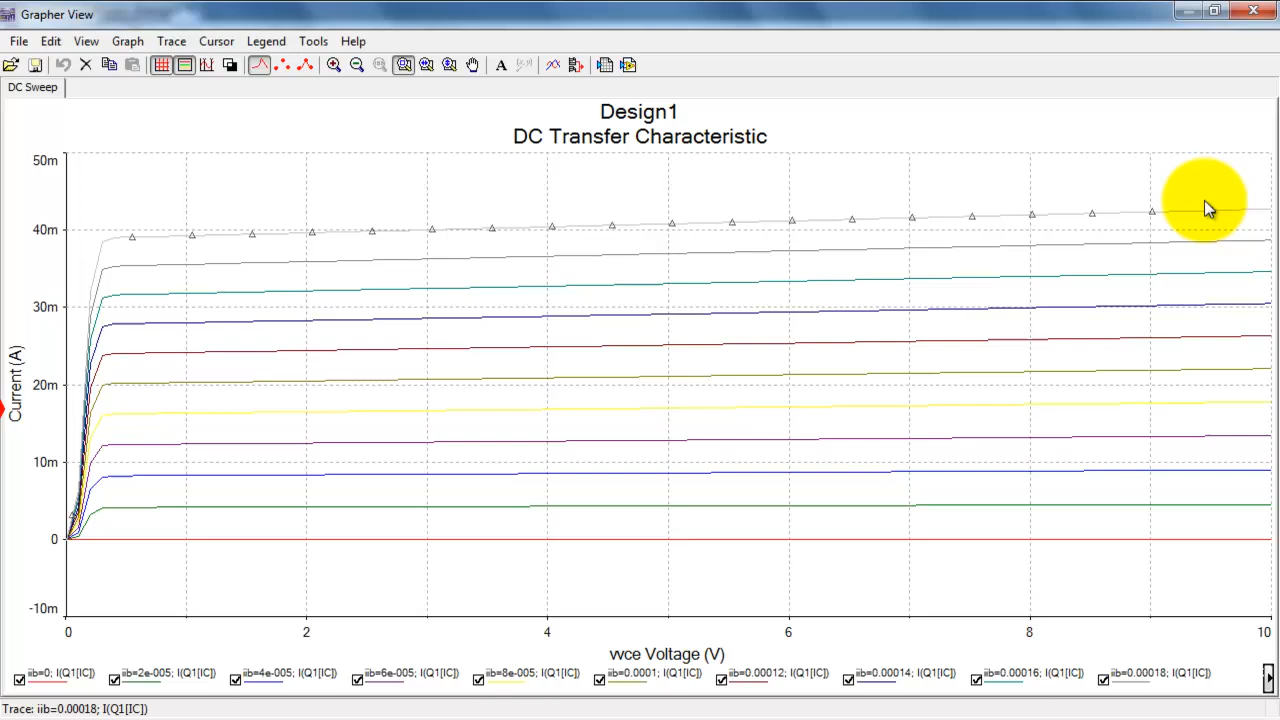 Grapher View
File Edit View Graph Trace Cursor Legend Tools Help
A
DC Sweep
Design1
DC Transfer Characteristic
50m
40m
30m
20m
10m
0
-10m
Current (A)
0 2 4 6 8 10
vvce Voltage (V)
iib=0; I(Q1[IC]) iib=2e-005; I(Q1[IC]) iib=4e-005; I(Q1[IC]) iib=6e-005; I(Q1[IC]) iib=8e-005; I(Q1[IC]) iib=0.0001; I(Q1[IC]) iib=0.00012; I(Q1[IC]) iib=0.00014; I(Q1[IC]) iib=0.00016; I(Q1[IC]) iib=0.00018; I(Q1[IC])
Trace: iib=0.00018; I(Q1[IC])